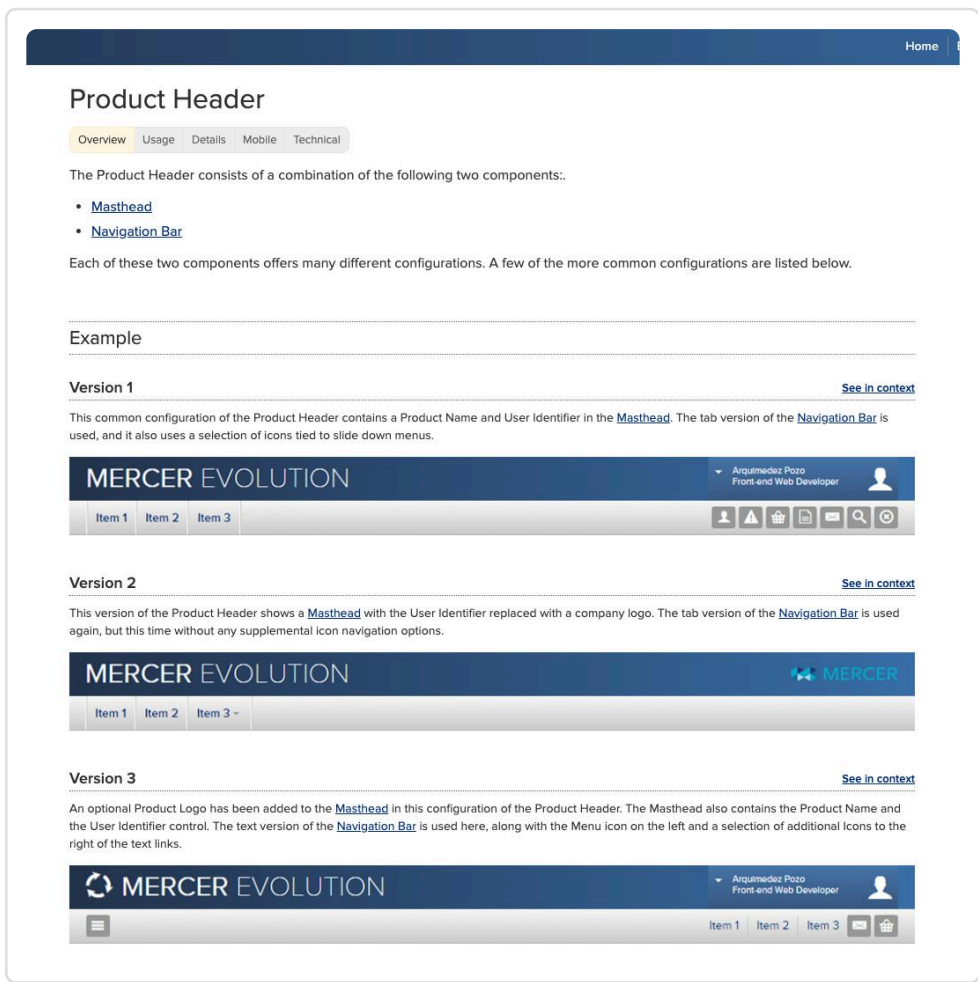 Home
Product Header
Overview Usage Details Mobile Technical
The Product Header consists of a combination of the following two components:.
• Masthead
• Navigation Bar
Each of these two components offers many different configurations. A few of the more common configurations are listed below.
Example
Version 1 See in context
This common configuration of the Product Header contains a Product Name and User Identifier in the Masthead. The tab version of the Navigation Bar is
used, and it also uses a selection of icons tied to slide down menus.
MERCER EVOLUTION
Arquimedez Pozo
Front-end Web Developer
Item 1 Item 2 Item 3
Version 2 See in context
This version of the Product Header shows a Masthead with the User Identifier replaced with a company logo. The tab version of the Navigation Bar is used
again, but this time without any supplemental icon navigation options.
MERCER EVOLUTION MERCER
Item 1 Item 2 Item 3
Version 3 See in context
An optional Product Logo has been added to the Masthead in this configuration of the Product Header. The Masthead also contains the Product Name and
the User Identifier control. The text version of the Navigation Bar is used here, along with the Menu icon on the left and a selection of additional Icons to the
right of the text links.
MERCER EVOLUTION
Arquimedez Pozo
Front-end Web Developer
Item 1 Item 2 Item 3